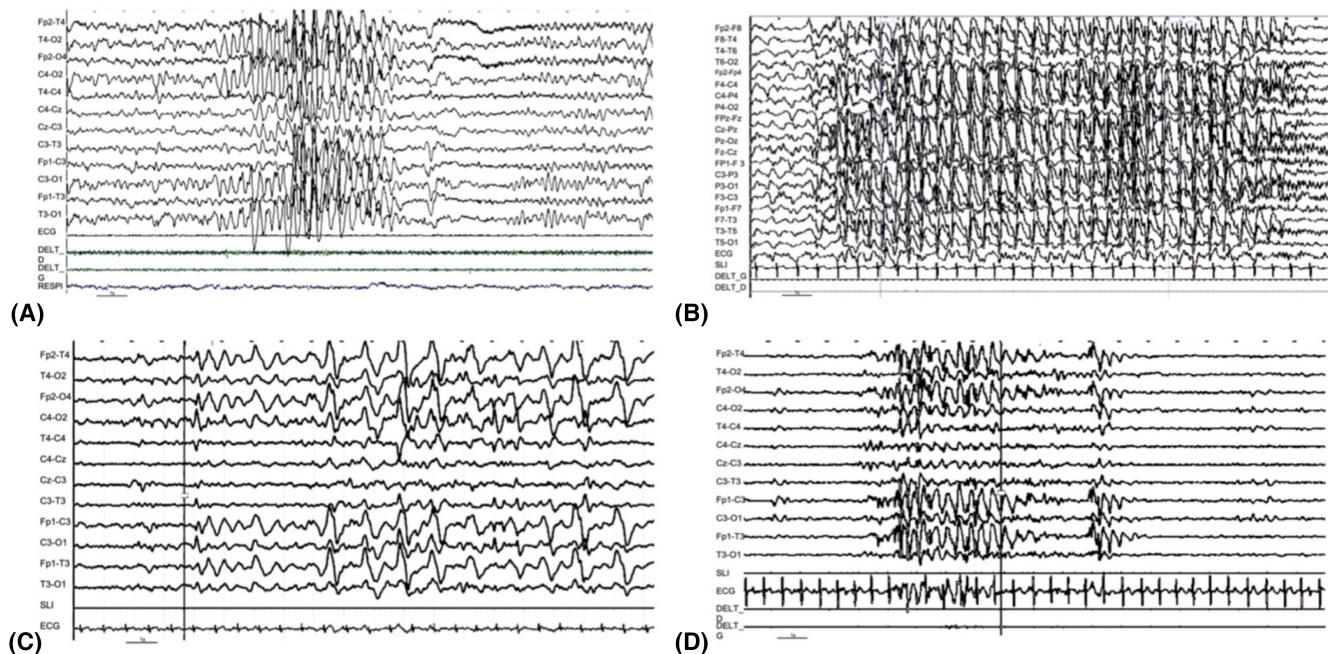 Fp2-T4
T4-O2
Fp2-O4
C4-O2
T4-C4
C4-Cz
Cz-C3
C3-T3
Fp1-C3
C3-O1
Fp1-T3
T3-O1
ECG
DELT_
D
DELT_
G
RESPI
(A)
Fp2-F8
F8-T4
T4-T6
T6-O2
Fp2-Fp4
F4-C4
C4-P4
P4-O2
FPz-Fz
Cz-Pz
Pz-Oz
Fz-Cz
FP1-F 3
C3-P3
P3-O1
F3-C3
Fp1-F7
F7-T3
T3-T5
T5-O1
ECG
SLI
DELT_G
DELT_D
(B)
Fp2-T4
T4-O2
Fp2-O4
C4-O2
T4-C4
C4-Cz
Cz-C3
C3-T3
Fp1-C3
C3-O1
Fp1-T3
T3-O1
SLI
ECG
(C)
Fp2-T4
T4-O2
Fp2-O4
C4-O2
T4-C4
C4-Cz
Cz-C3
C3-T3
Fp1-C3
C3-O1
Fp1-T3
T3-O1
SLI
ECG
DELT_
D
DELT_
G
(D)